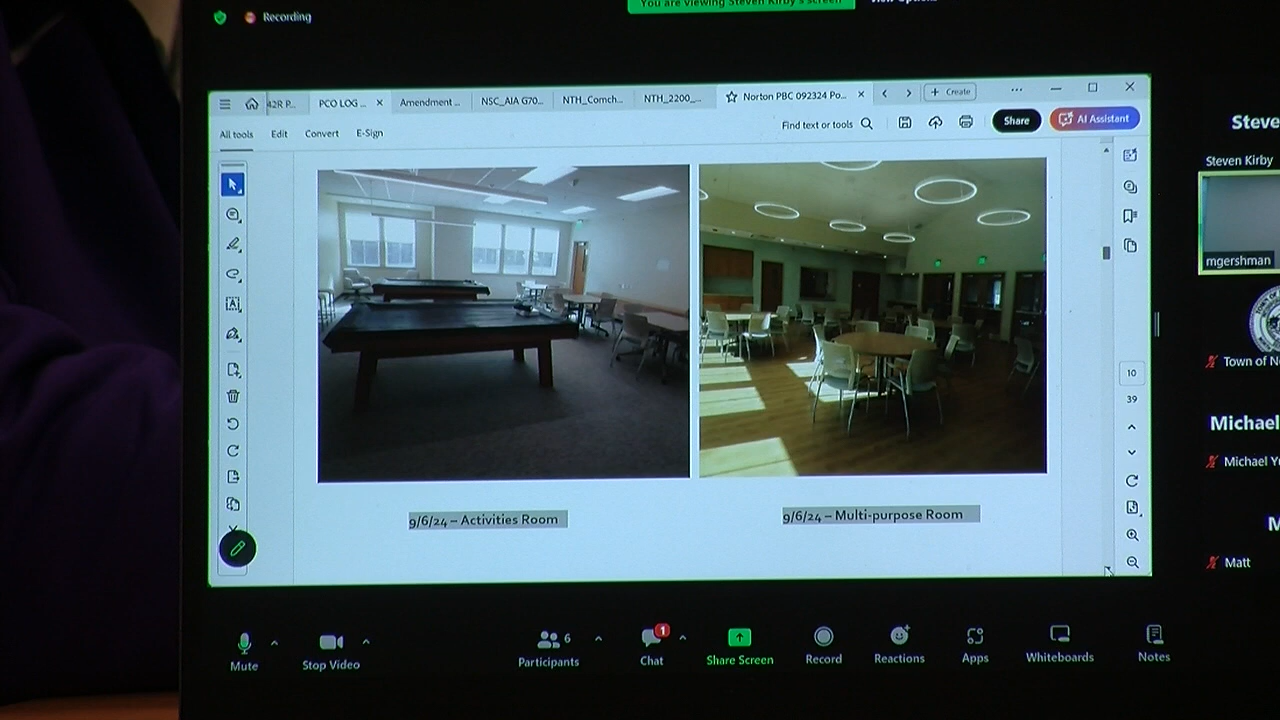 Recording
You are viewing Steven Kirby's screen
View Options
42R P...
PCO LOG ...
Amendment ...
NSC_AIA G70...
NTH_Comch...
NTH_2200_...
Norton PBC 092324 Po...
Create
All tools
Edit
Convert
E-Sign
Find text or tools
Share
AI Assistant
9/6/24 – Activities Room
9/6/24 – Multi-purpose Room
10
39
Steve
Steven Kirby
mgershman
Town of N
Michael
Michael Y
M
Matt
Mute
Stop Video
Participants
6
Chat
1
Share Screen
Record
Reactions
Apps
Whiteboards
Notes